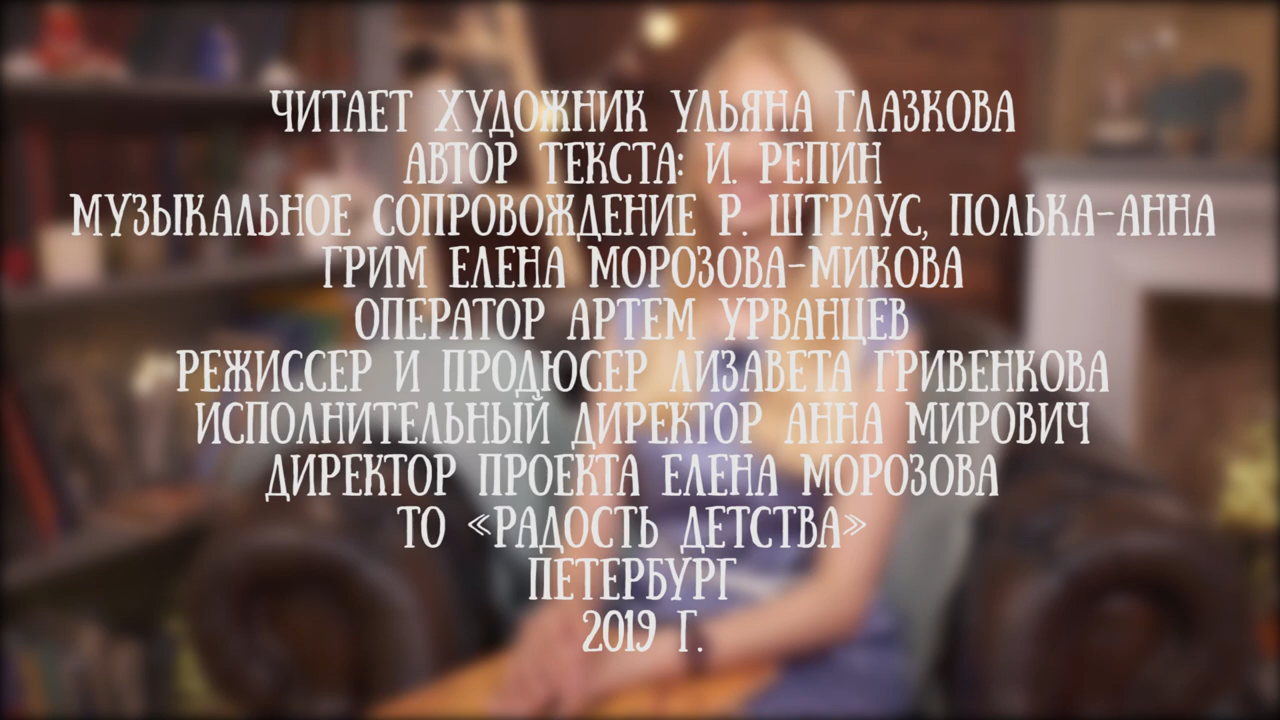 ЧИТАЕТ ХУДОЖНИК УЛЬЯНА ГЛАЗКОВА
АВТОР ТЕКСТА: И. РЕПИН
МУЗЫКАЛЬНОЕ СОПРОВОЖДЕНИЕ Р. ШТРАУС, ПОЛЬКА-АННА
ГРИМ ЕЛЕНА МОРОЗОВА-МИКОВА
ОПЕРАТОР АРТЕМ УРВАНЦЕВ
РЕЖИССЕР И ПРОДЮСЕР ЛИЗАВЕТА ГРИВЕНКОВА
ИСПОЛНИТЕЛЬНЫЙ ДИРЕКТОР АННА МИРОВИЧ
ДИРЕКТОР ПРОЕКТА ЕЛЕНА МОРОЗОВА
ТО «РАДОСТЬ ДЕТСТВА»
ПЕТЕРБУРГ
2019 Г.